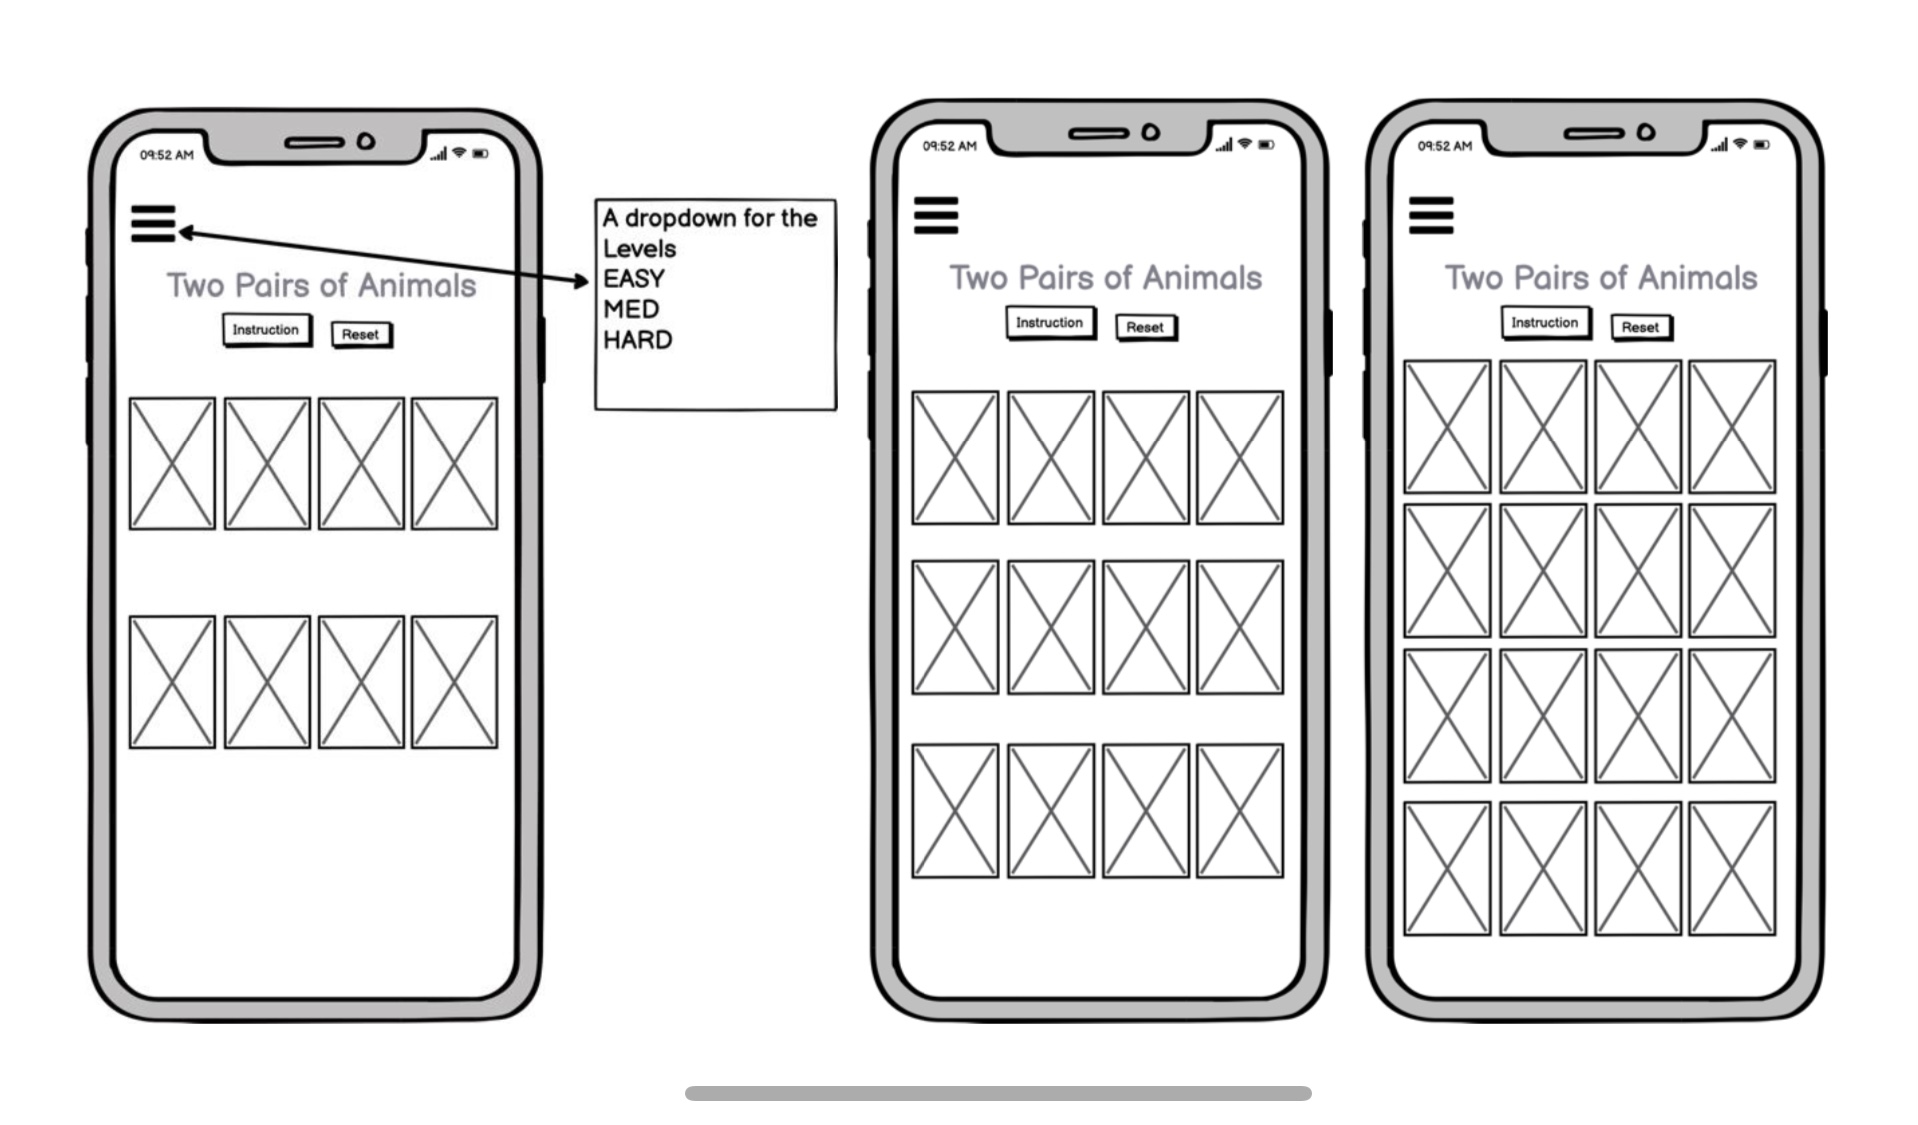 09:52 AM
Two Pairs of Animals
Instruction
Reset
A dropdown for the
Levels
EASY
MED
HARD
09:52 AM
Two Pairs of Animals
Instruction
Reset
09:52 AM
Two Pairs of Animals
Instruction
Reset